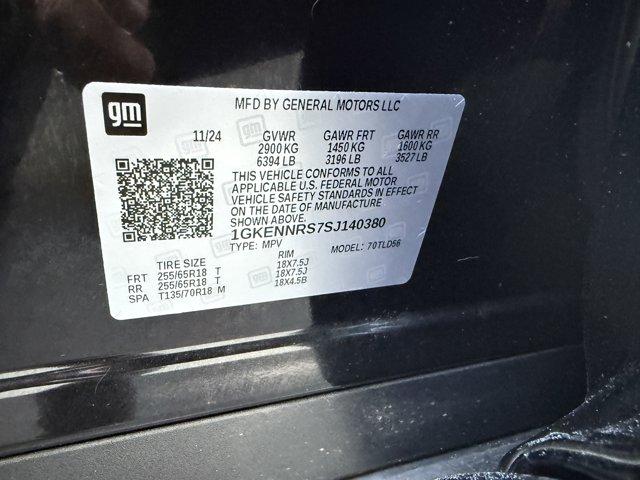 gm
MFD BY GENERAL MOTORS LLC
11/24 GVWR GAWR FRT GAWR RR
2900 KG 1450 KG 1600 KG
6394 LB 3196 LB 3527 LB
THIS VEHICLE CONFORMS TO ALL
APPLICABLE U.S. FEDERAL MOTOR
VEHICLE SAFETY STANDARDS IN EFFECT
ON THE DATE OF MANUFACTURE
SHOWN ABOVE.
1GKENNRS7SJ140380
TYPE: MPV MODEL: 70TLD56
TIRE SIZE RIM
FRT 255/65R18 T 18X7.5J
RR 255/65R18 T 18X7.5J
SPA T135/70R18 M 18X4.5B